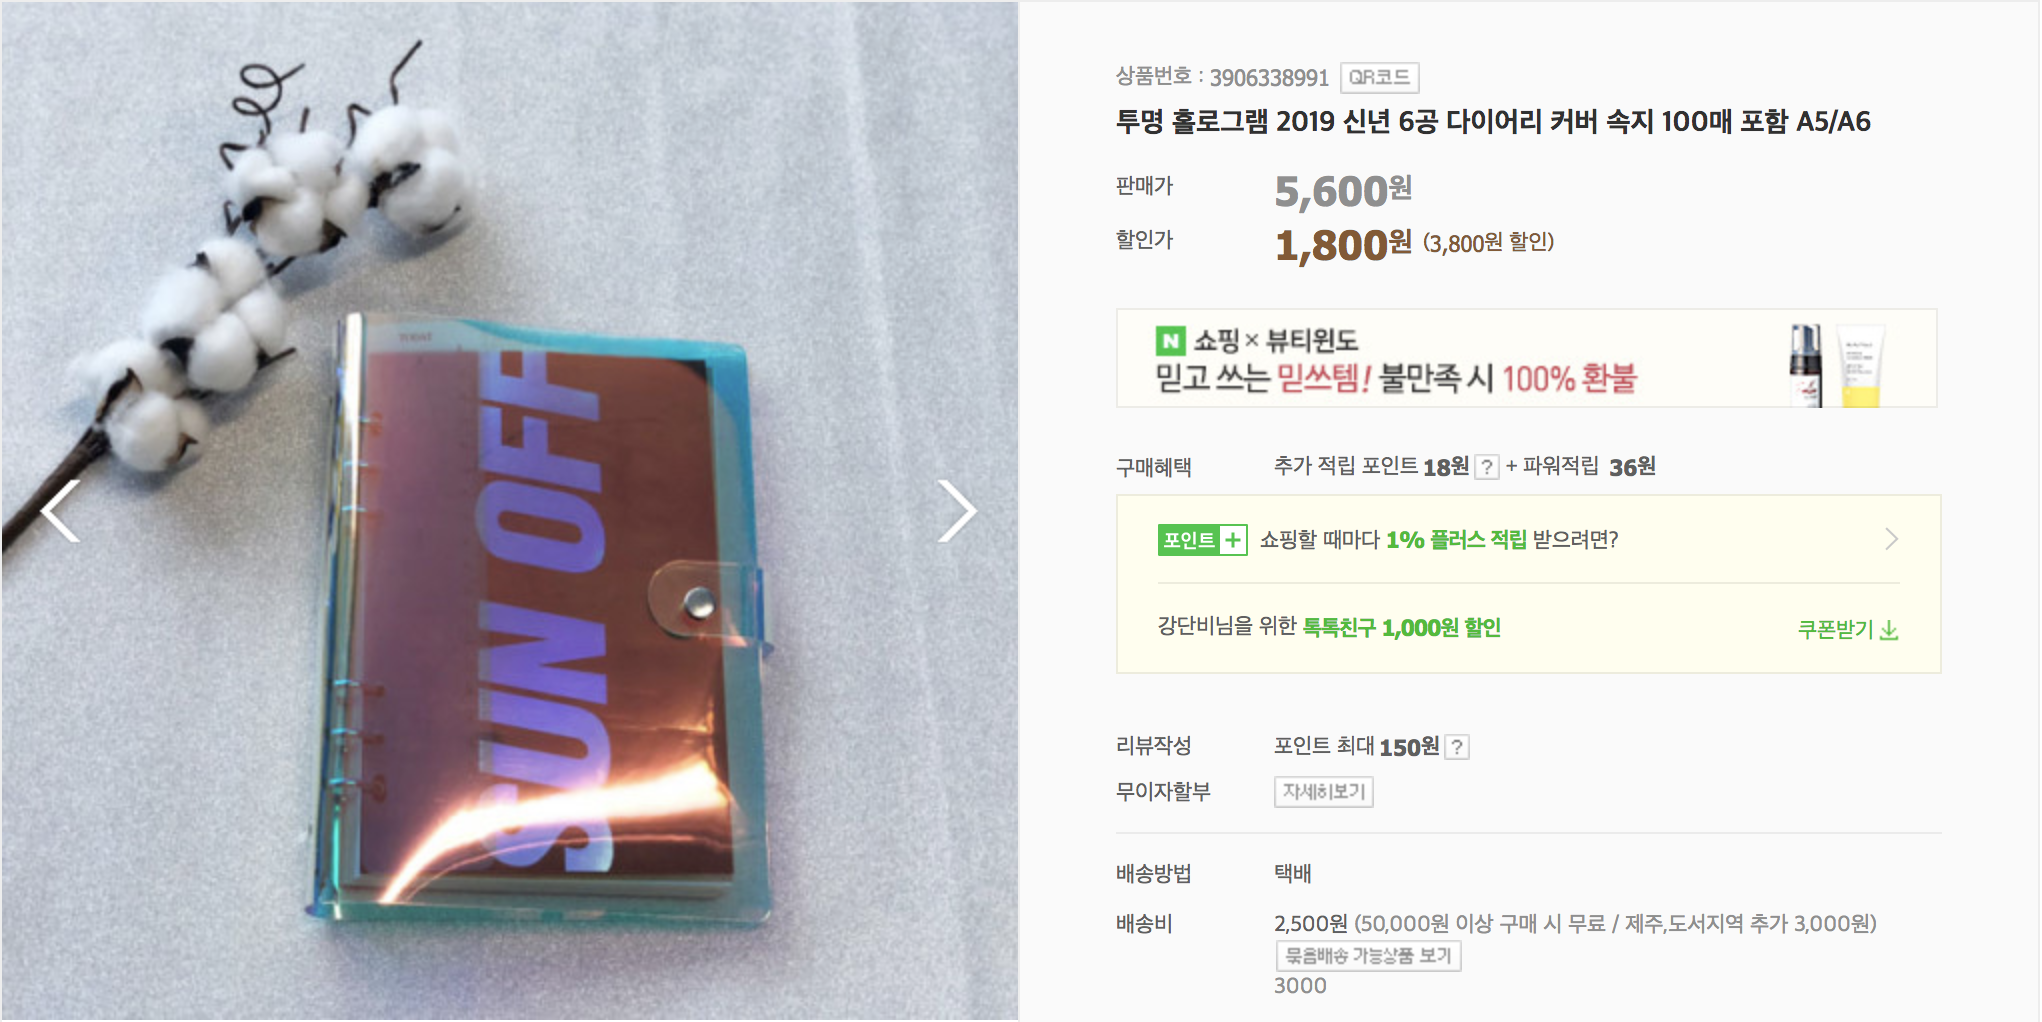 SUN OFF
상품번호 : 3906338991 QR코드
투명 홀로그램 2019 신년 6공 다이어리 커버 속지 100매 포함 A5/A6
판매가 5,600원
할인가 1,800원 (3,800원 할인)
N 쇼핑 × 뷰티윈도
믿고 쓰는 믿쓰템! 불만족 시 100% 환불
구매혜택 추가 적립 포인트 18원 ? + 파워적립 36원
포인트 + 쇼핑할 때마다 1% 플러스 적립 받으려면?
강단비님을 위한 톡톡친구 1,000원 할인 쿠폰받기
리뷰작성 포인트 최대 150원 ?
무이자할부 자세히보기
배송방법 택배
배송비 2,500원 (50,000원 이상 구매 시 무료 / 제주,도서지역 추가 3,000원)
묶음배송 가능상품 보기
3000